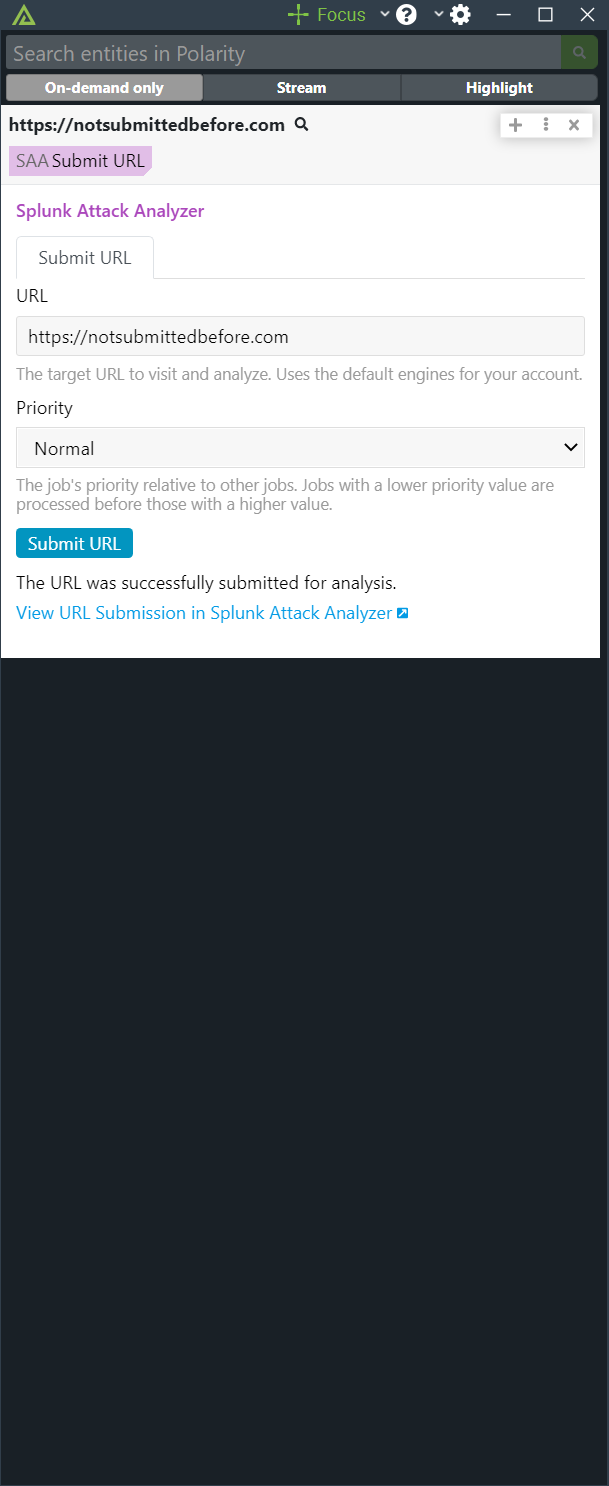 Focus
Search entities in Polarity
On-demand only
Stream
Highlight
https://notsubmittedbefore.com
SAA Submit URL
Splunk Attack Analyzer
Submit URL
URL
https://notsubmittedbefore.com
The target URL to visit and analyze. Uses the default engines for your account.
Priority
Normal
The job's priority relative to other jobs. Jobs with a lower priority value are
processed before those with a higher value.
Submit URL
The URL was successfully submitted for analysis.
View URL Submission in Splunk Attack Analyzer